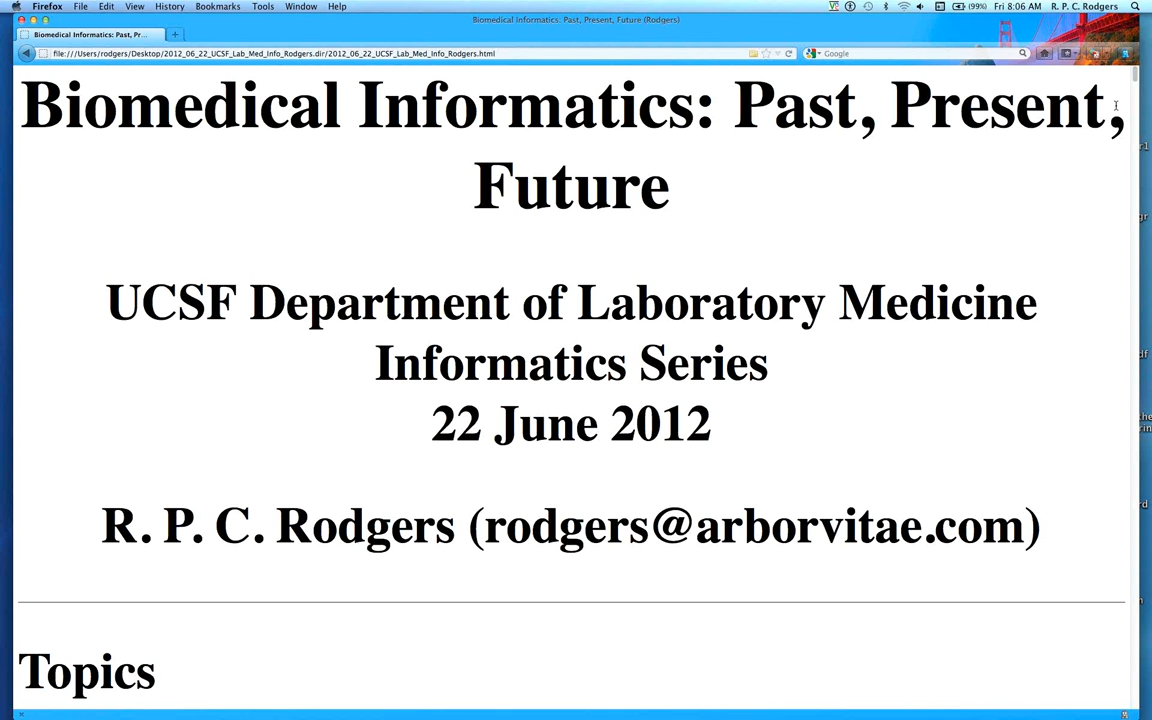 Firefox File Edit View History Bookmarks Tools Window Help (99%) Fri 8:06 AM R. P. C. Rodgers
Biomedical Informatics: Past, Present, Future (Rodgers)
Biomedical Informatics: Past, Pr...
file:///Users/rodgers/Desktop/2012_06_22_UCSF_Lab_Med_Info_Rodgers.dir/2012_06_22_UCSF_Lab_Med_Info_Rodgers.html Google
Biomedical Informatics: Past, Present,
Future
UCSF Department of Laboratory Medicine
Informatics Series
22 June 2012
R. P. C. Rodgers (rodgers@arborvitae.com)
Topics